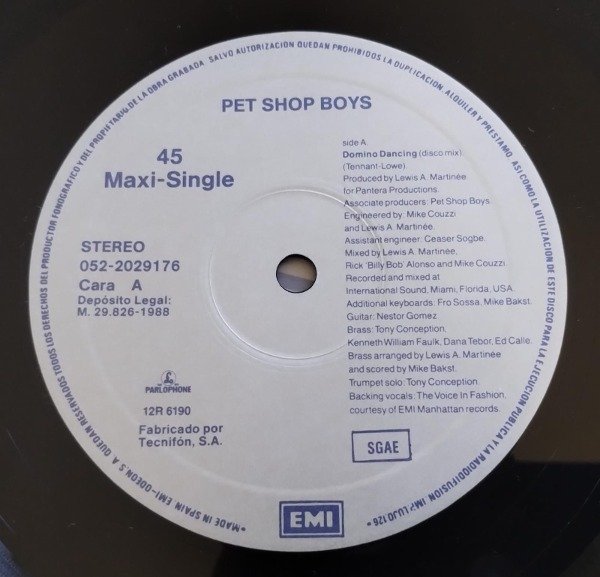 RESERVADOS TODOS LOS DERECHOS DEL PRODUCTOR FONOGRAFICO Y DEL PROPIETARIO DE LA OBRA GRABADA. SALVO AUTORIZACION QUEDAN PROHIBIDOS LA DUPLICACION, ALQUILER Y PRESTAMO, ASI COMO LA UTILIZACION DE ESTE DISCO PARA LA EJECUCION PUBLICA Y LA RADIODIFUSION. IMP LUJO 126 •
• MADE IN SPAIN. EMI-ODEON, S.A. QUEDAN
PET SHOP BOYS
45
Maxi-Single
STEREO
052-2029176
Cara A
Depósito Legal:
M. 29.826-1988
PARLOPHONE
12R 6190
Fabricado por
Tecnifón, S.A.
side A
Domino Dancing (disco mix)
(Tennant-Lowe)
Produced by Lewis A. Martinée
for Pantera Productions.
Associate producers: Pet Shop Boys.
Engineered by: Mike Couzzi
and Lewis A. Martinée.
Assistant engineer: Ceaser Sogbe.
Mixed by Lewis A. Martinée,
Rick 'Billy Bob' Alonso and Mike Couzzi.
Recorded and mixed at
International Sound, Miami, Florida, USA.
Additional keyboards: Fro Sossa, Mike Bakst.
Guitar: Nestor Gomez
Brass: Tony Conception,
Kenneth William Faulk, Dana Tebor, Ed Calle.
Brass arranged by Lewis A. Martinée
and scored by Mike Bakst.
Trumpet solo: Tony Conception.
Backing vocals: The Voice In Fashion,
courtesy of EMI Manhattan records.
SGAE
EMI